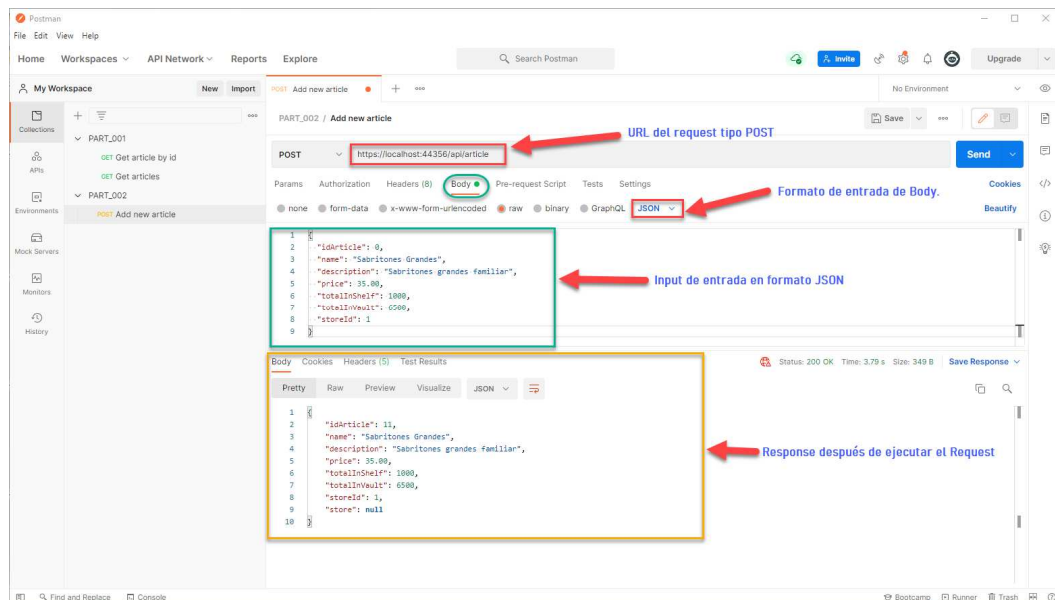 Postman
File Edit View Help
Home Workspaces API Network Reports Explore
Search Postman
Invite
Upgrade
My Workspace
New Import
POST Add new article
No Environment
Collections
APIs
Environments
Mock Servers
Monitors
History
PART_001
GET Get article by id
GET Get articles
PART_002
POST Add new article
PART_002 / Add new article
Save
URL del request tipo POST
POST
https://localhost:44356/api/article
Send
Params Authorization Headers (8) Body Pre-request Script Tests Settings
Cookies
Formato de entrada de Body.
none form-data x-www-form-urlencoded raw binary GraphQL JSON
Beautify
1 {
2 "idArticle": 0,
3 "name": "Sabritones Grandes",
4 "description": "Sabritones grandes familiar",
5 "price": 35.00,
6 "totalInShelf": 1000,
7 "totalInVault": 6500,
8 "storeId": 1
9 }
Input de entrada en formato JSON
Body Cookies Headers (5) Test Results
Status: 200 OK Time: 3.79 s Size: 349 B Save Response
Pretty Raw Preview Visualize JSON
1 {
2 "idArticle": 11,
3 "name": "Sabritones Grandes",
4 "description": "Sabritones grandes familiar",
5 "price": 35.00,
6 "totalInShelf": 1000,
7 "totalInVault": 6500,
8 "storeId": 1,
9 "store": null
10 }
Response después de ejecutar el Request
Find and Replace Console
Bootcamp Runner Trash